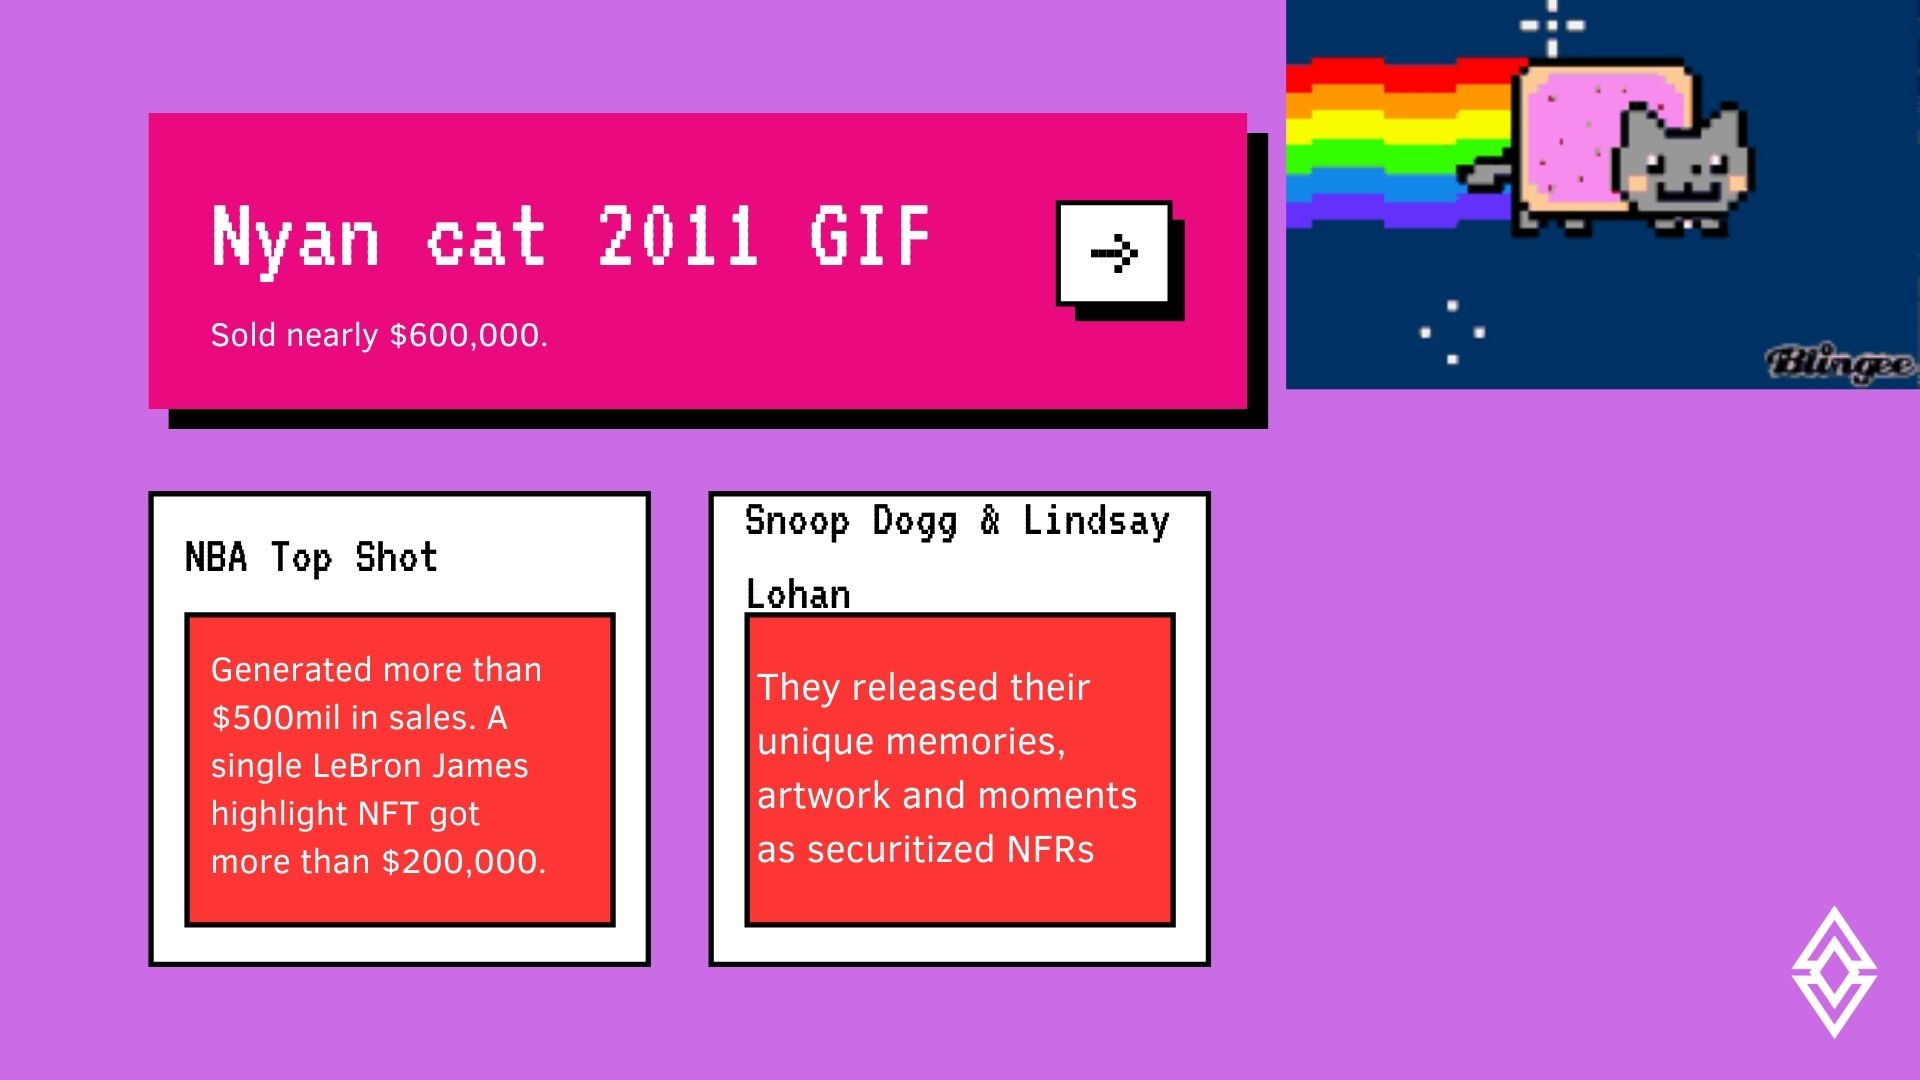 Nyan cat 2011 GIF
Sold nearly $600,000.
Blingee
NBA Top Shot
Generated more than
$500mil in sales. A
single LeBron James
highlight NFT got
more than $200,000.
Snoop Dogg & Lindsay
Lohan
They released their
unique memories,
artwork and moments
as securitized NFRs